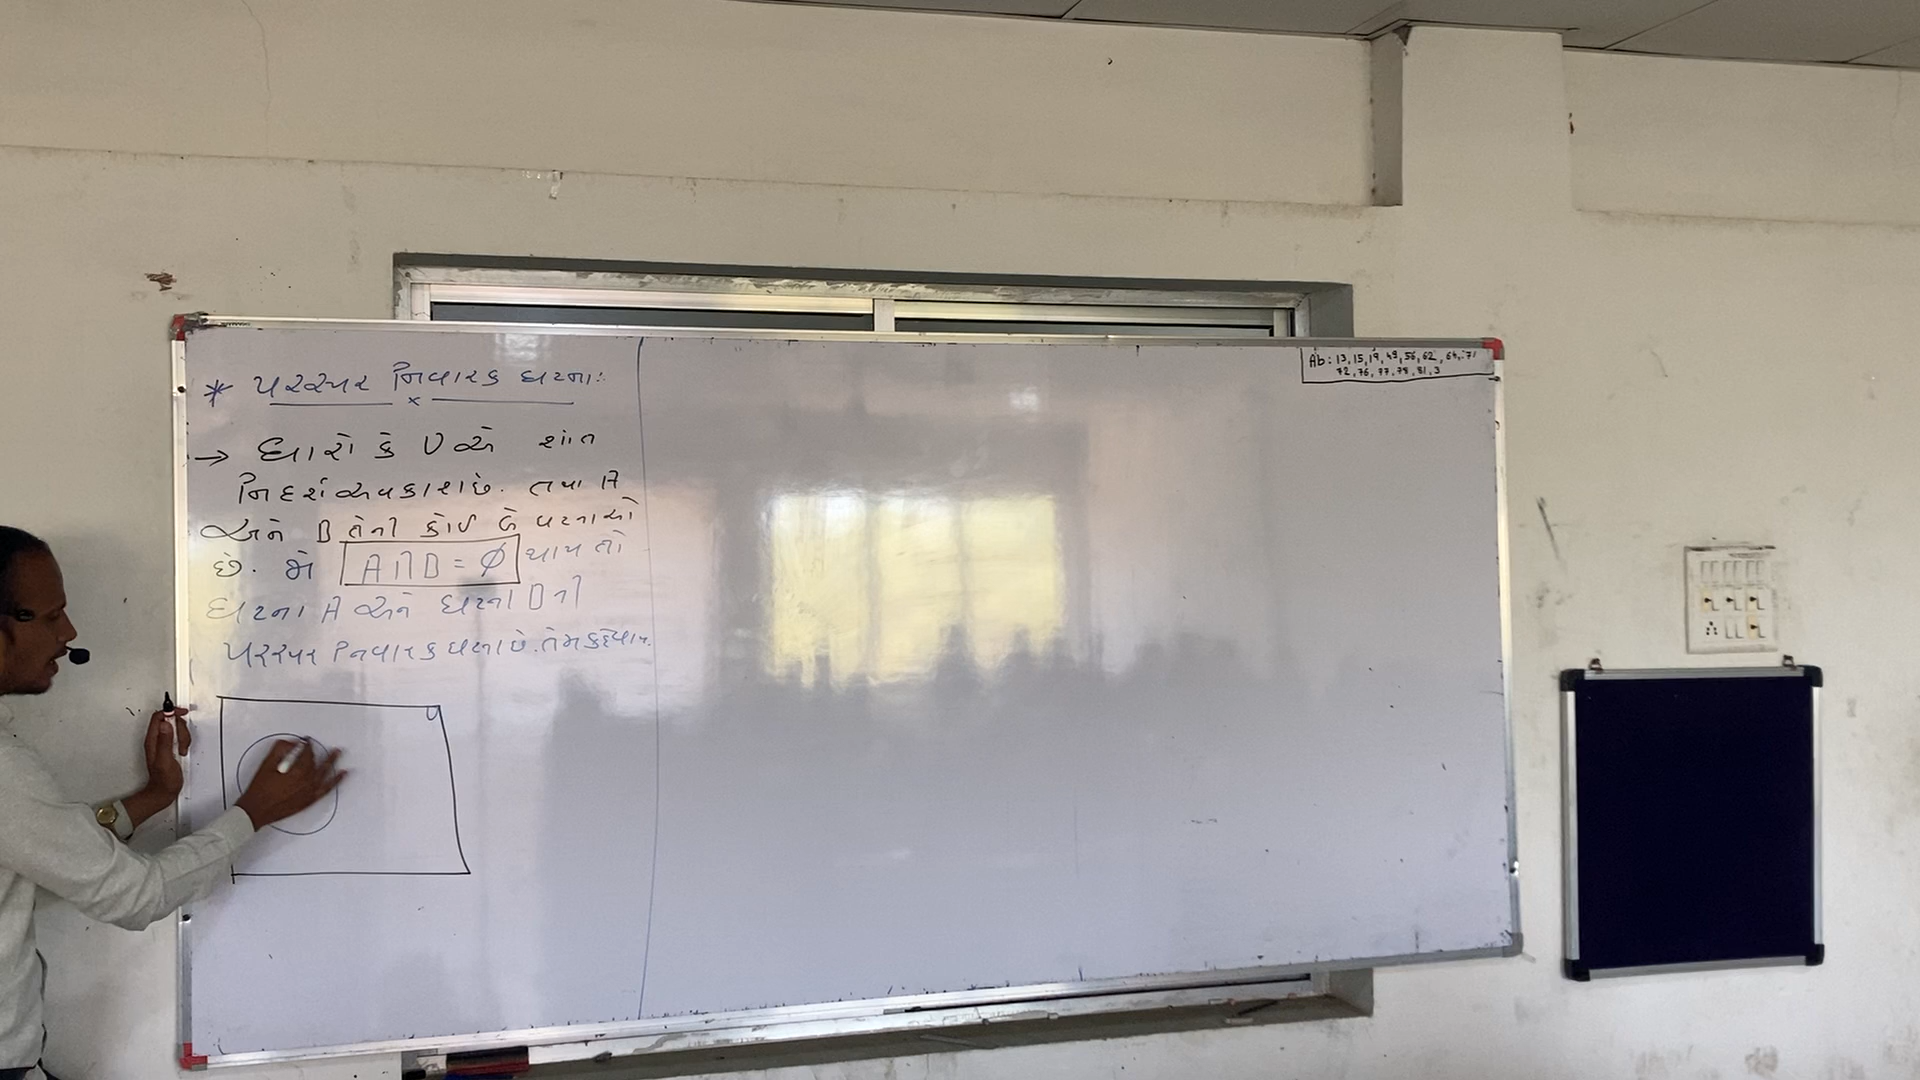 * પરસ્પર નિવારક ઘટના:
→ ધારો કે U એ શાંત
નિદર્શ અવકાશ છે. તથા A
અને B તેની કોઈ બે ઘટનાઓ
છે. જો A∩B = ∅ થાય તો
ઘટના A અને ઘટના B ની
પરસ્પર નિવારક ઘટના છે. તેમ કહેવાય.
U
Ab: 13, 15, 19, 49, 56, 62, 64, 71
72, 76, 77, 78, 81, 3